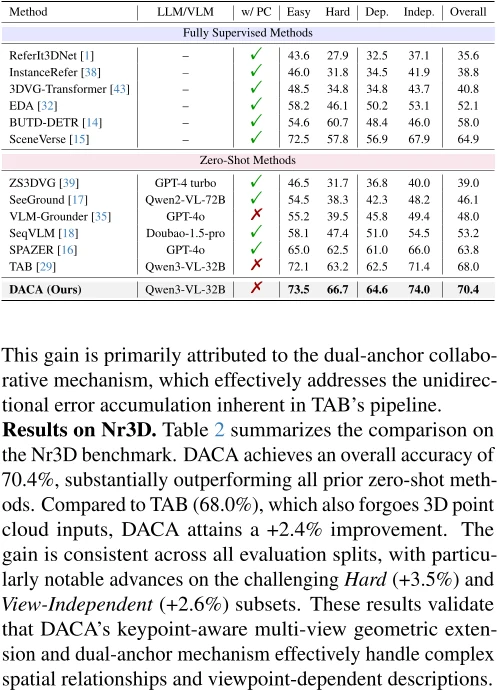 Method LLM/VLM w/ PC Easy Hard Dep. Indep. Overall
Fully Supervised Methods
ReferIt3DNet [1] – ✓ 43.6 27.9 32.5 37.1 35.6
InstanceRefer [38] – ✓ 46.0 31.8 34.5 41.9 38.8
3DVG-Transformer [43] – ✓ 48.5 34.8 34.8 43.7 40.8
EDA [32] – ✓ 58.2 46.1 50.2 53.1 52.1
BUTD-DETR [14] – ✓ 54.6 60.7 48.4 46.0 58.0
SceneVerse [15] – ✓ 72.5 57.8 56.9 67.9 64.9
Zero-Shot Methods
ZS3DVG [39] GPT-4 turbo ✓ 46.5 31.7 36.8 40.0 39.0
SeeGround [17] Qwen2-VL-72B ✓ 54.5 38.3 42.3 48.2 46.1
VLM-Grounder [35] GPT-4o ✗ 55.2 39.5 45.8 49.4 48.0
SeqVLM [18] Doubao-1.5-pro ✓ 58.1 47.4 51.0 54.5 53.2
SPAZER [16] GPT-4o ✓ 65.0 62.5 61.0 66.0 63.8
TAB [29] Qwen3-VL-32B ✗ 72.1 63.2 62.5 71.4 68.0
DACA (Ours) Qwen3-VL-32B ✗ 73.5 66.7 64.6 74.0 70.4
This gain is primarily attributed to the dual-anchor collabo-
rative mechanism, which effectively addresses the unidirec-
tional error accumulation inherent in TAB's pipeline.
Results on Nr3D. Table 2 summarizes the comparison on
the Nr3D benchmark. DACA achieves an overall accuracy of
70.4%, substantially outperforming all prior zero-shot meth-
ods. Compared to TAB (68.0%), which also forgoes 3D point
cloud inputs, DACA attains a +2.4% improvement. The
gain is consistent across all evaluation splits, with particu-
larly notable advances on the challenging Hard (+3.5%) and
View-Independent (+2.6%) subsets. These results validate
that DACA's keypoint-aware multi-view geometric exten-
sion and dual-anchor mechanism effectively handle complex
spatial relationships and viewpoint-dependent descriptions.